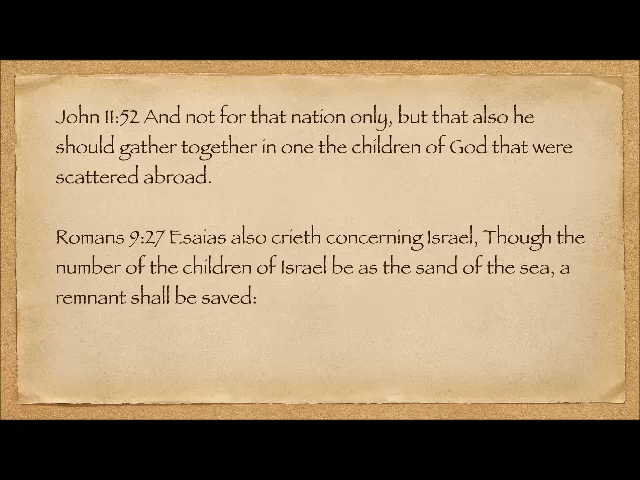 John 11:52 And not for that nation only, but that also he
should gather together in one the children of God that were
scattered abroad.
Romans 9:27 Esaias also crieth concerning Israel, Though the
number of the children of Israel be as the sand of the sea, a
remnant shall be saved: